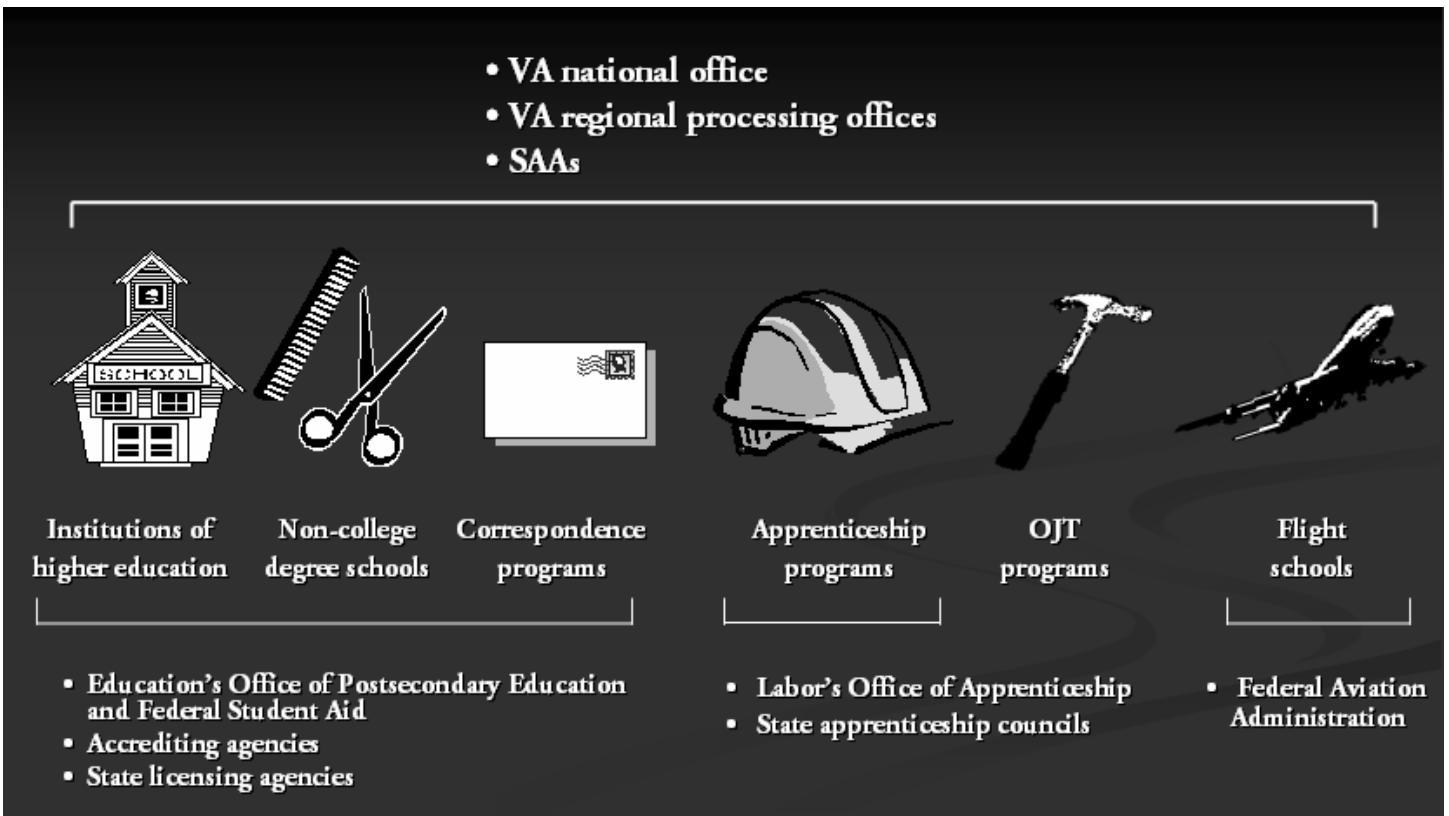 • VA national office
• VA regional processing offices
• SAAs
SCHOOL
Institutions of
higher education
Non-college
degree schools
Correspondence
programs
Apprenticeship
programs
OJT
programs
Flight
schools
• Education's Office of Postsecondary Education
and Federal Student Aid
• Accrediting agencies
• State licensing agencies
• Labor's Office of Apprenticeship
• State apprenticeship councils
• Federal Aviation
Administration